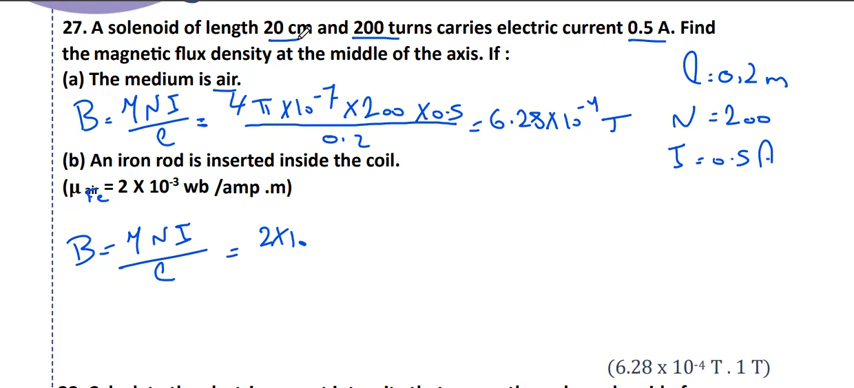 27. A solenoid of length 20 cm and 200 turns carries electric current 0.5 A. Find
the magnetic flux density at the middle of the axis. If :
(a) The medium is air.
l = 0.2 m
B = μNI / l = 4π×10⁻⁷×200×0.5 / 0.2 = 6.28×10⁻⁴ T
N = 200
(b) An iron rod is inserted inside the coil.
I = 0.5 A
(μ Fe = 2 X 10⁻³ wb /amp .m)
B = μNI / l = 2×10
(6.28 x 10⁻⁴ T . 1 T)